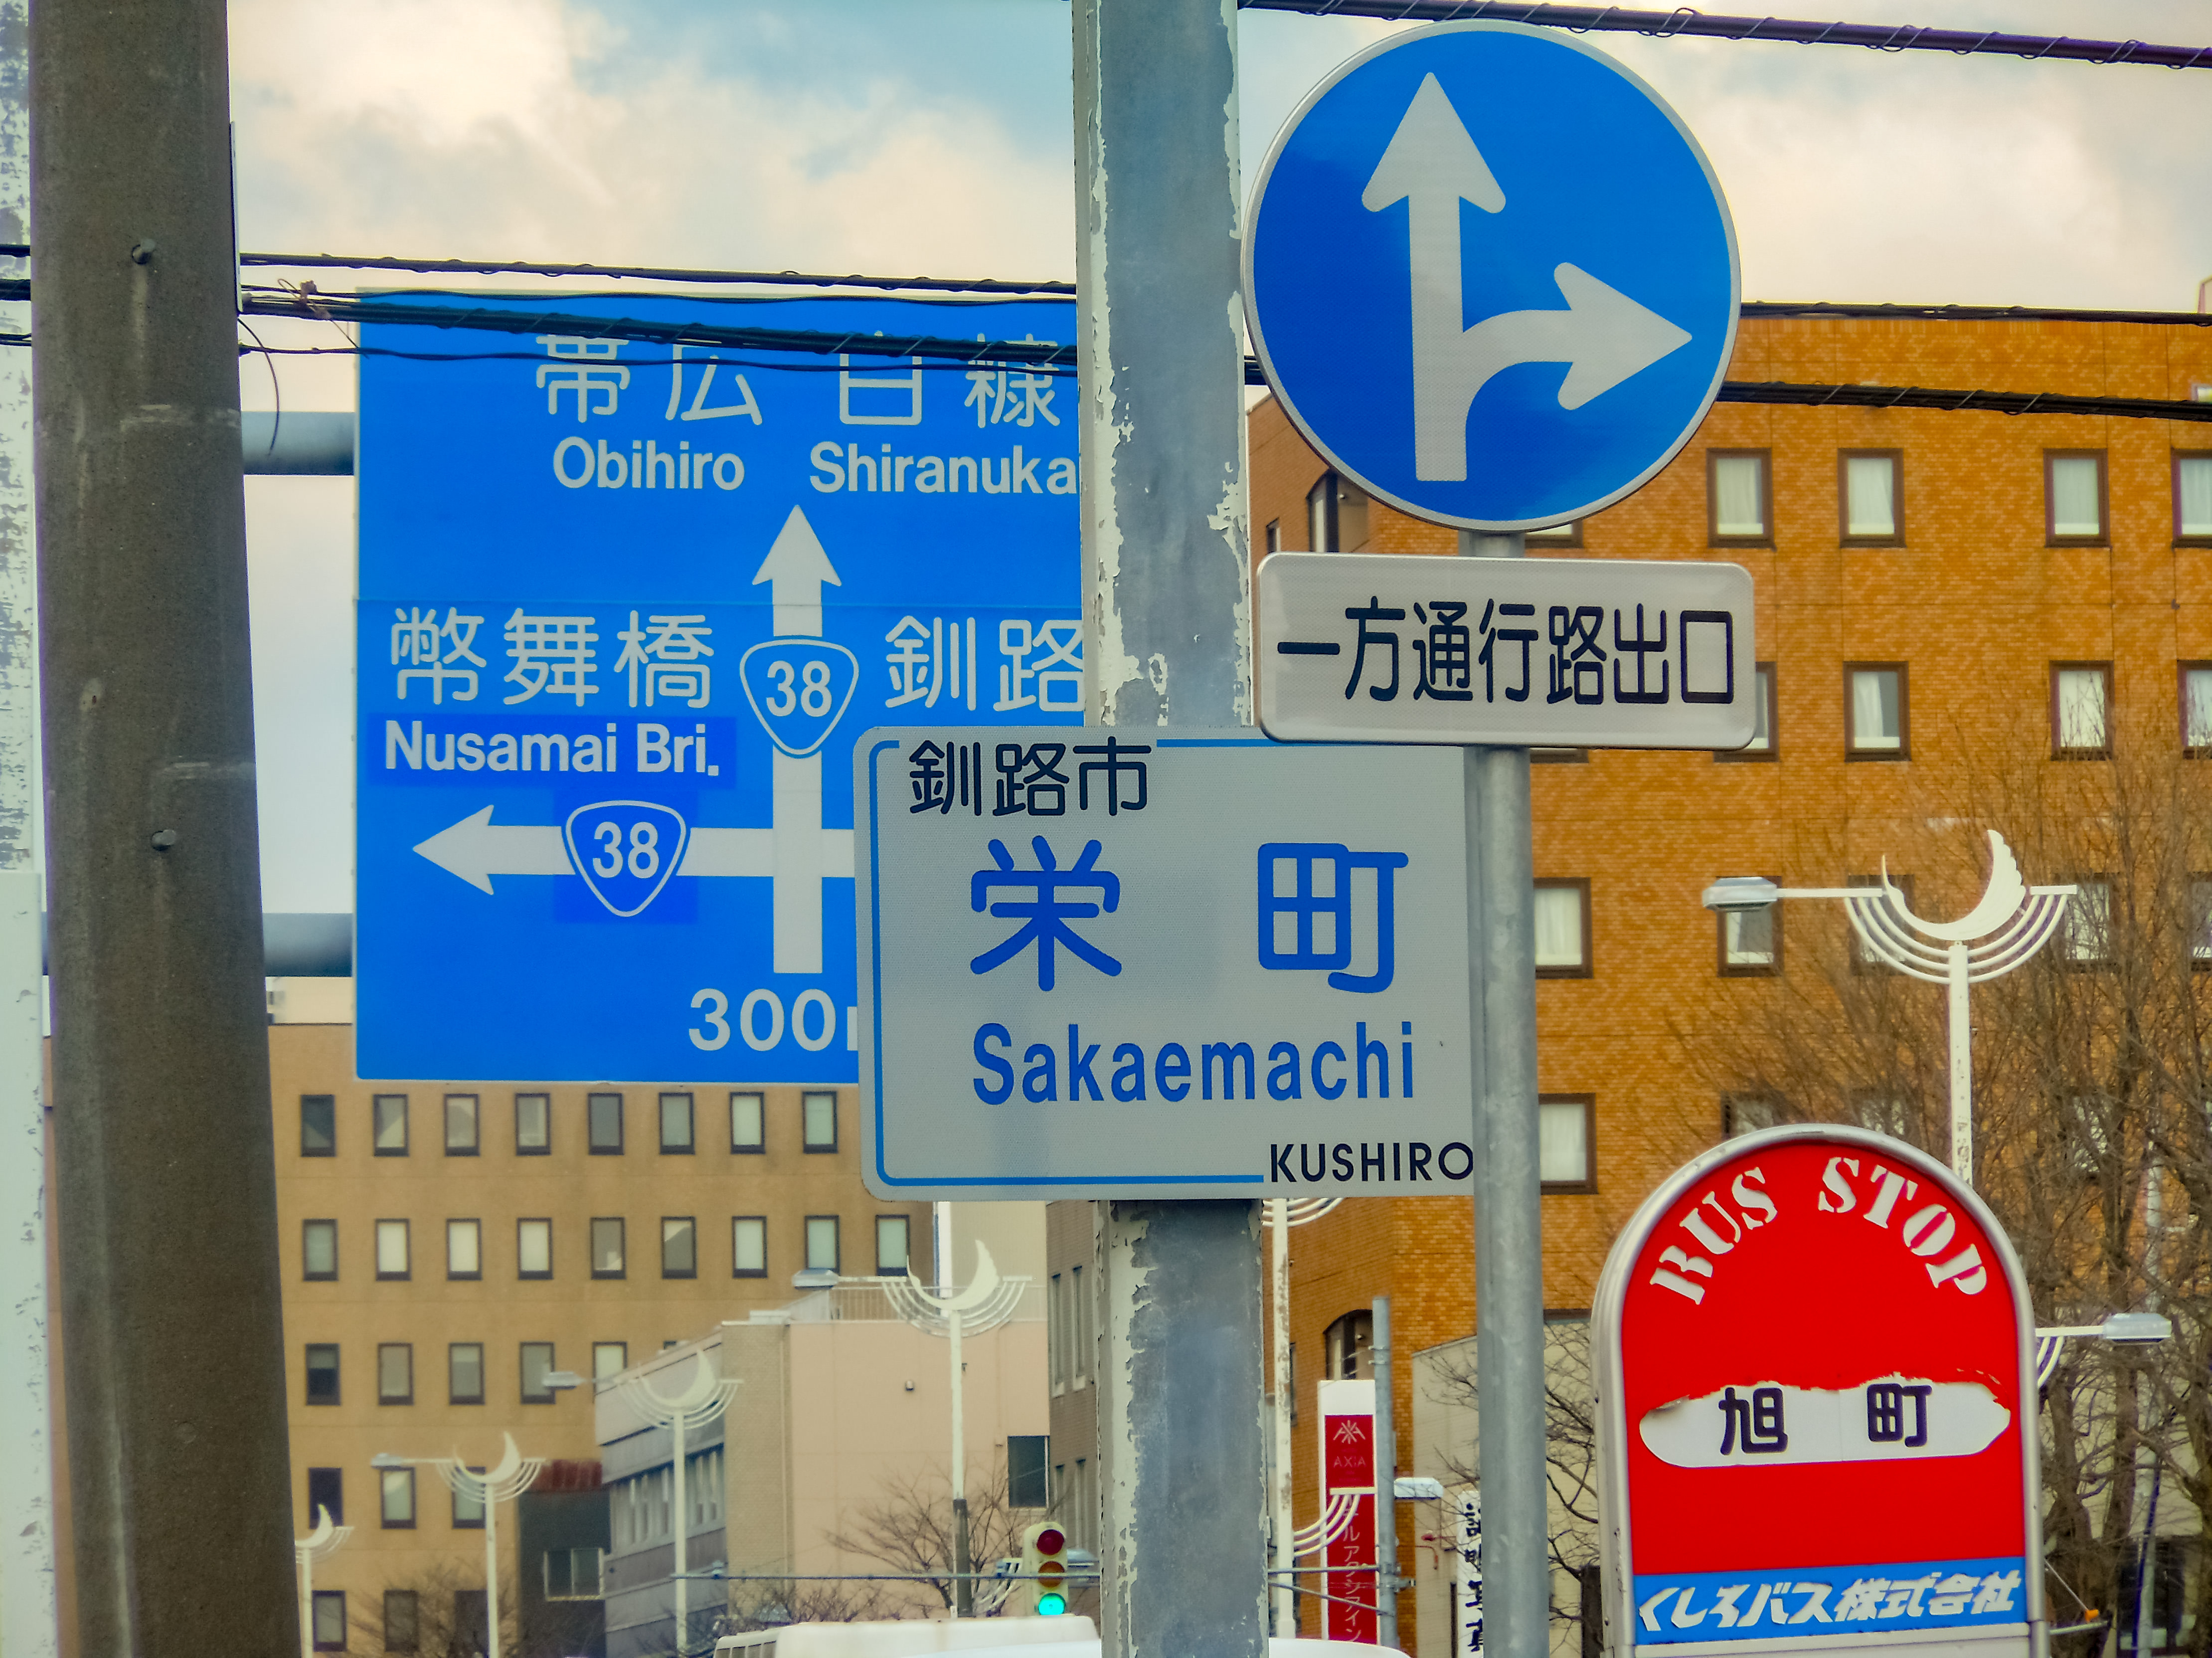 帯広 白糠
Obihiro Shiranuka
幣舞橋
Nusamai Bri.
38
釧路
38
300m
一方通行路出口
釧路市
栄町
Sakaemachi
KUSHIRO
BUS STOP
旭町
くしろバス株式会社
AXIA